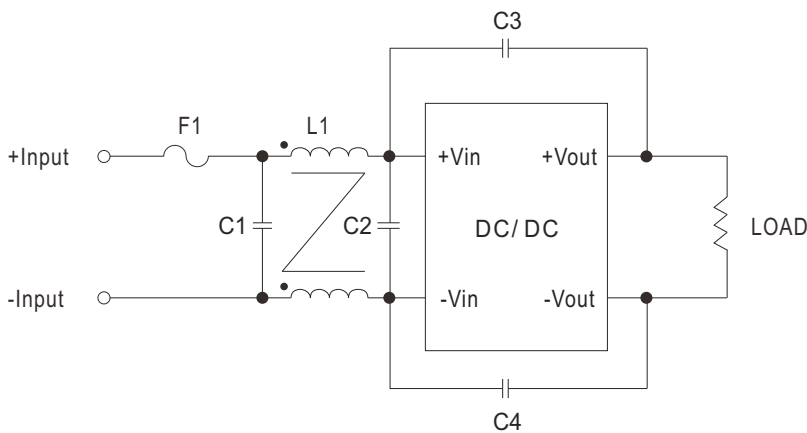 C3
F1
L1
+Input
+Vin
+Vout
C1
C2
DC/ DC
LOAD
-Input
-Vin
-Vout
C4